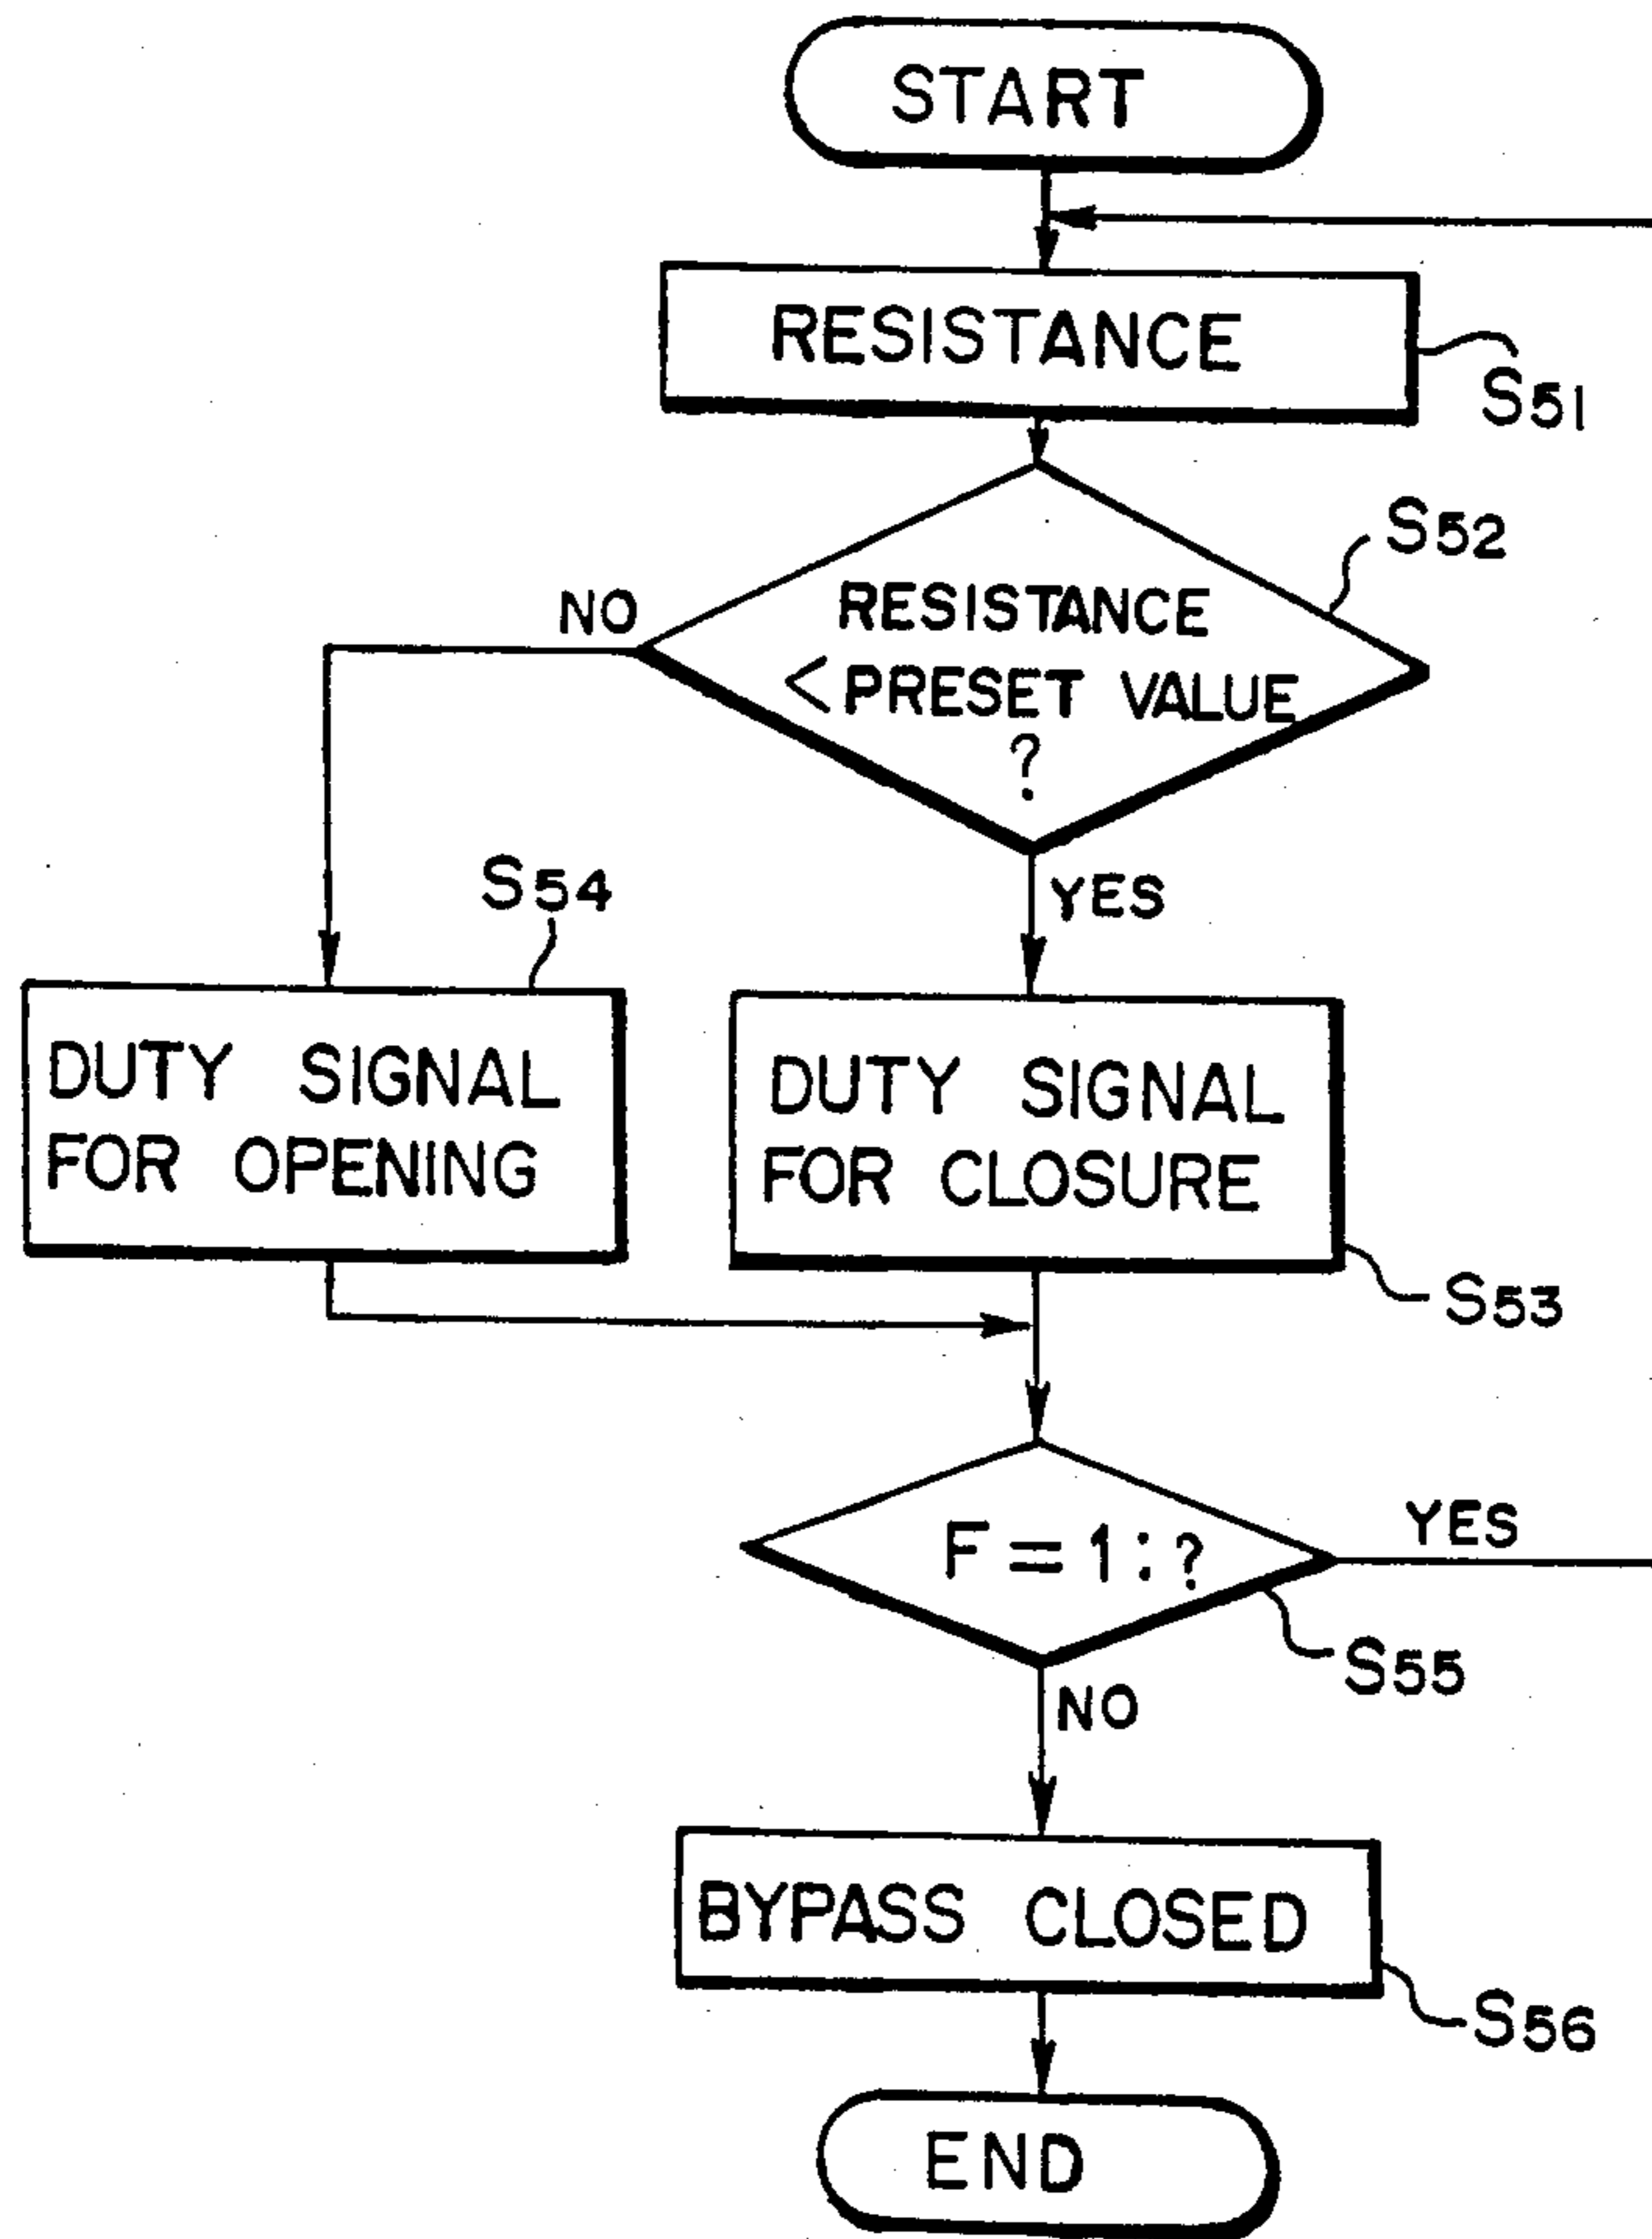 START
RESISTANCE
S51
S52
NO
RESISTANCE
< PRESET VALUE
?
YES
S54
DUTY SIGNAL
FOR OPENING
DUTY SIGNAL
FOR CLOSURE
S53
F = 1 : ?
YES
S55
NO
BYPASS CLOSED
S56
END